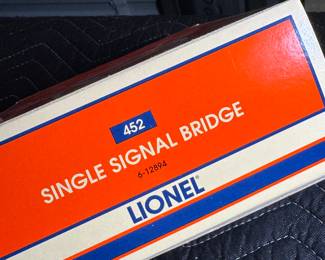 452
SINGLE SIGNAL BRIDGE
6-12894
LIONEL®